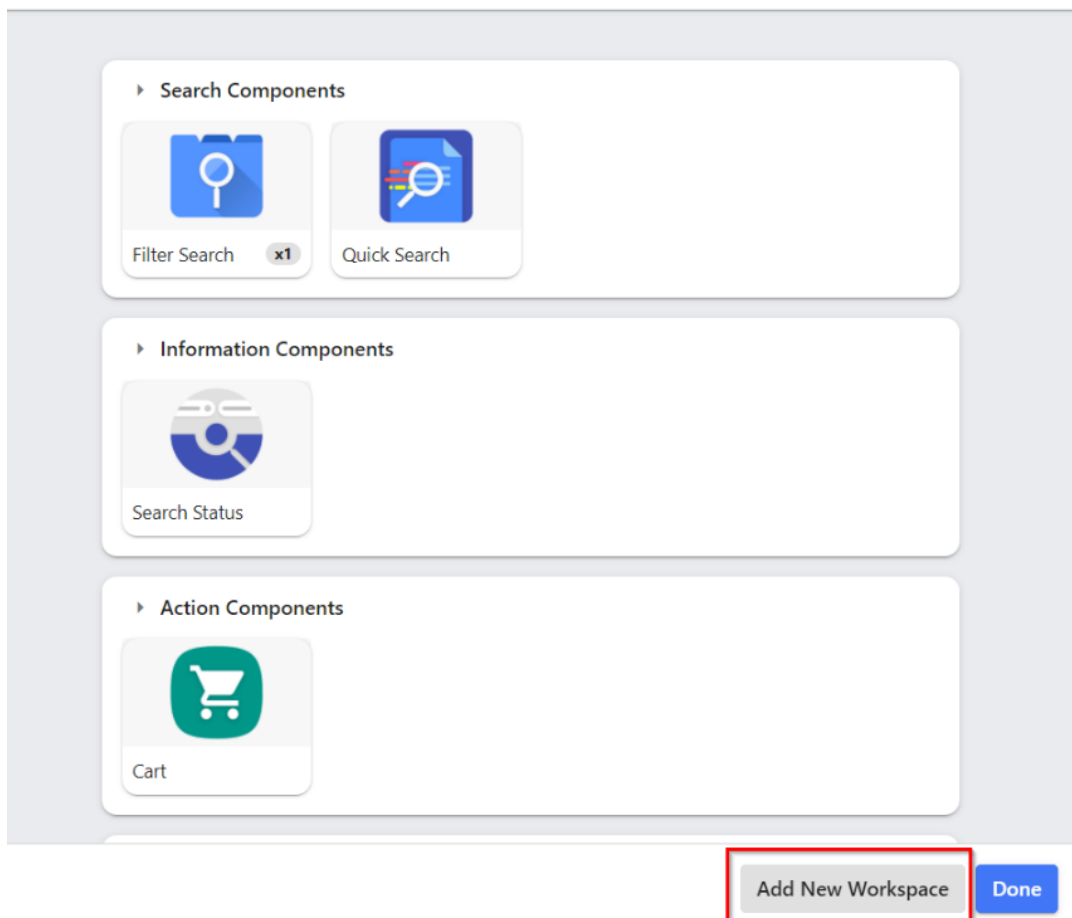 Search Components
Filter Search x1 Quick Search
Information Components
Search Status
Action Components
Cart
Add New Workspace Done